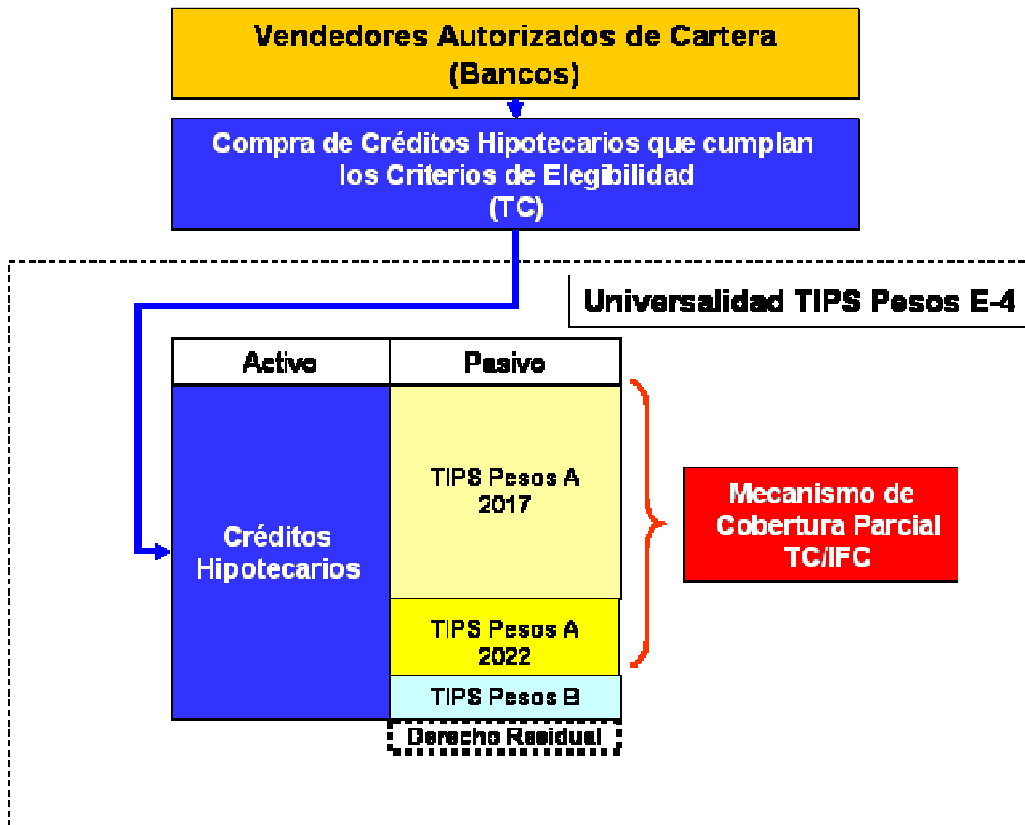 Vendedores Autorizados de Cartera
(Bancos)
Compra de Créditos Hipotecarios que cumplan
los Criterios de Elegibilidad
(TC)
Universalidad TIPS Pesos E-4
Activo
Pasivo
Créditos
Hipotecarios
TIPS Pesos A
2017
TIPS Pesos A
2022
TIPS Pesos B
Derecho Residual
Mecanismo de
Cobertura Parcial
TC/IFC